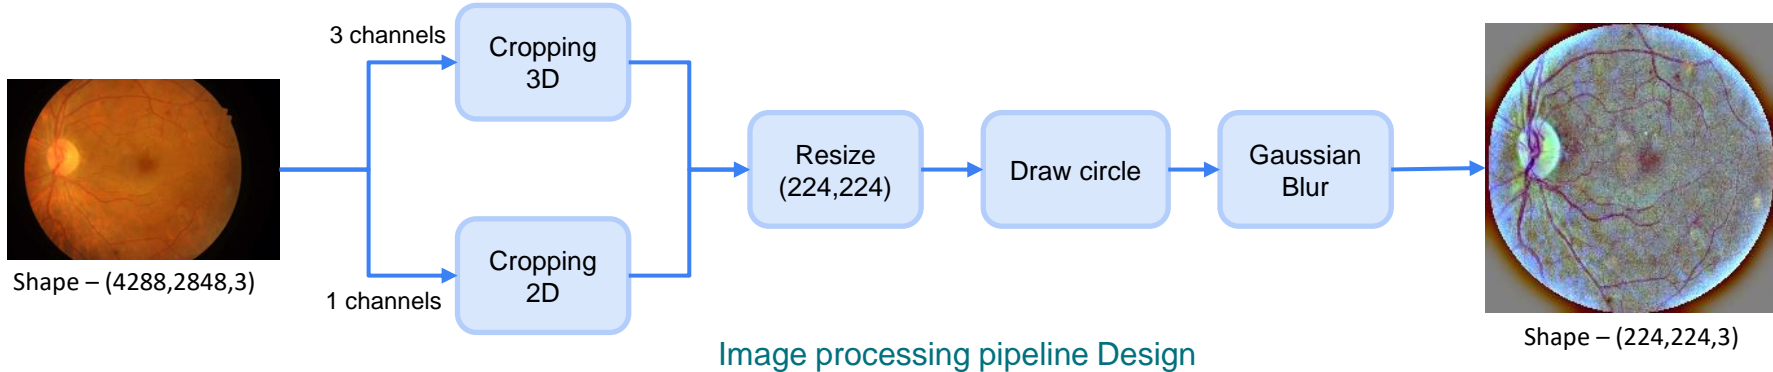 3 channels
Cropping
3D
Shape – (4288,2848,3)
1 channels
Cropping
2D
Resize
(224,224)
Draw circle
Gaussian
Blur
Shape – (224,224,3)
Image processing pipeline Design